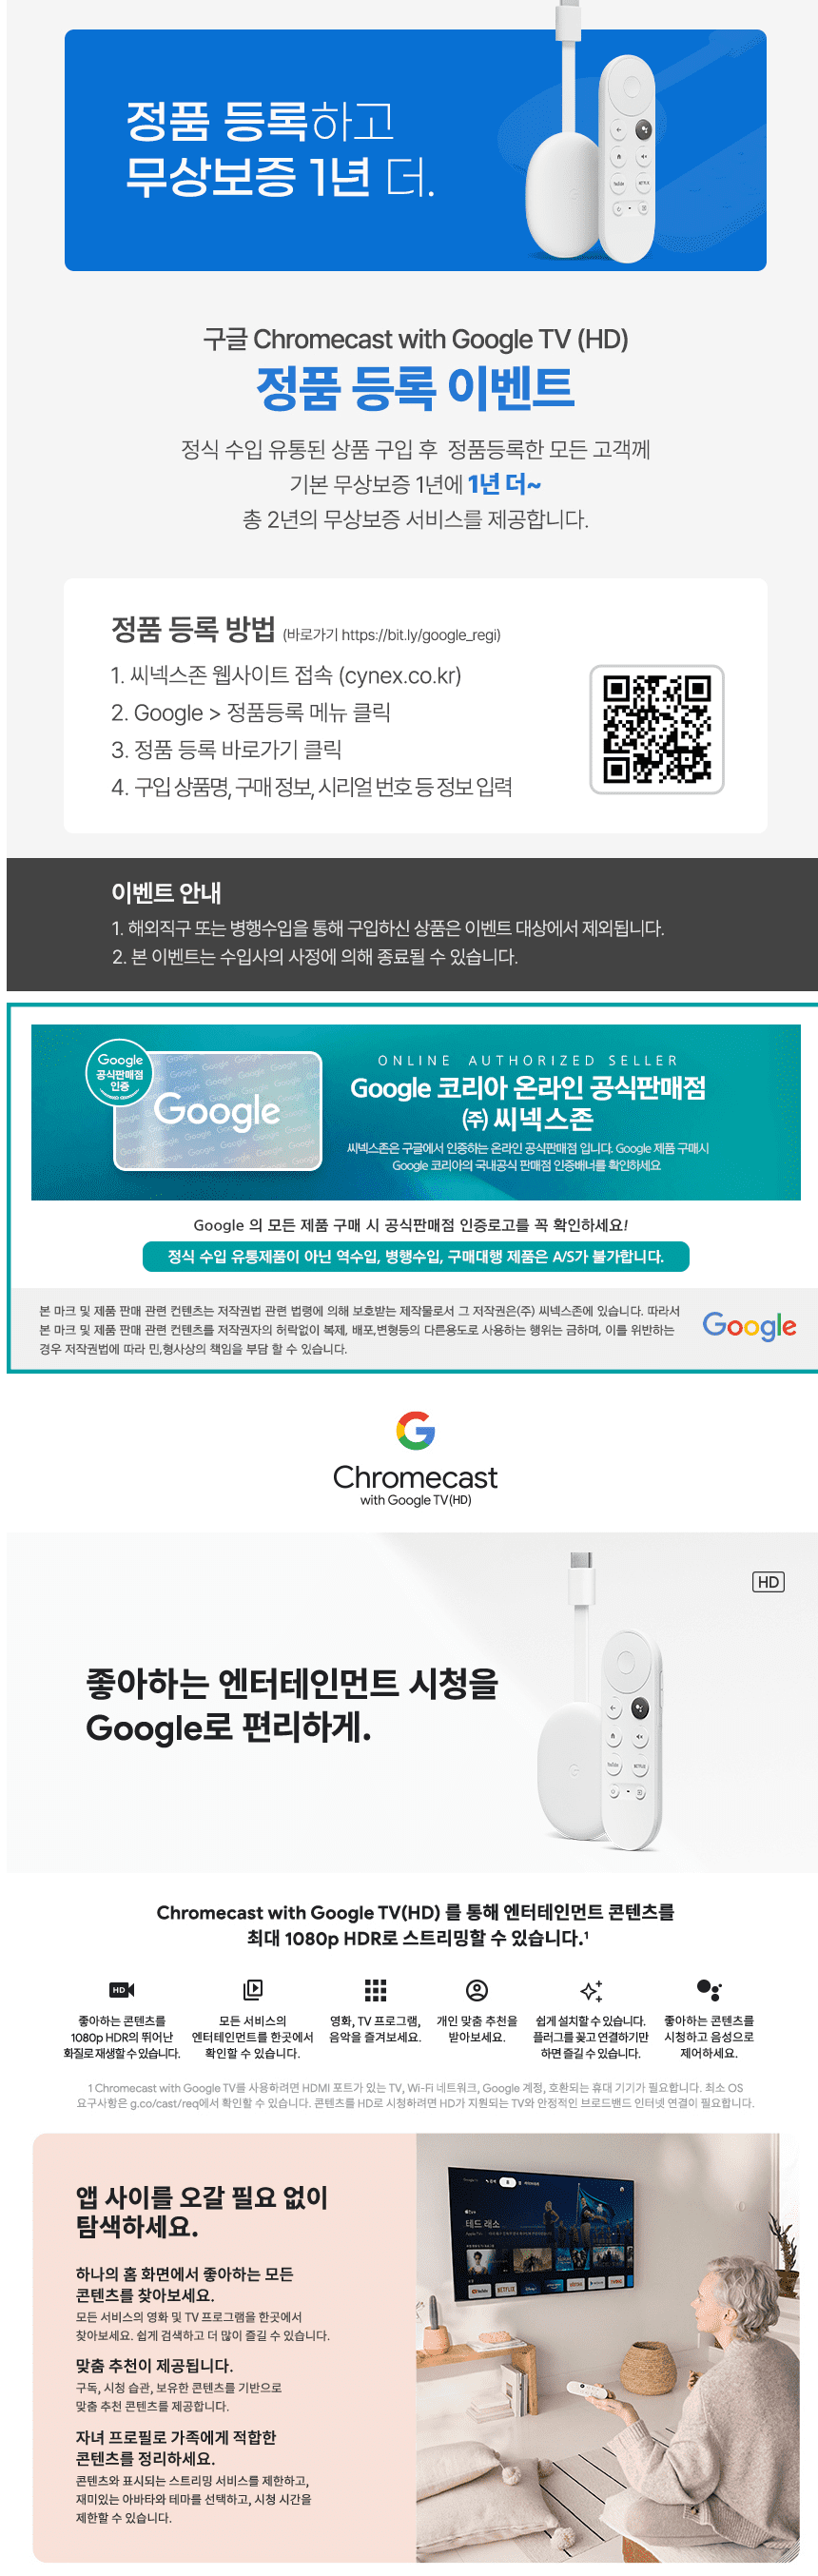 정품 등록하고
무상보증 1년 더.
구글 Chromecast with Google TV (HD)
정품 등록 이벤트
정식 수입 유통된 상품 구입 후 정품등록한 모든 고객께
기본 무상보증 1년에 1년 더~
총 2년의 무상보증 서비스를 제공합니다.
정품 등록 방법 (바로가기 https://bit.ly/google_regi)
1. 씨넥스존 웹사이트 접속 (cynex.co.kr)
2. Google > 정품등록 메뉴 클릭
3. 정품 등록 바로가기 클릭
4. 구입 상품명, 구매 정보, 시리얼 번호 등 정보 입력
이벤트 안내
1. 해외직구 또는 병행수입을 통해 구입하신 상품은 이벤트 대상에서 제외됩니다.
2. 본 이벤트는 수입사의 사정에 의해 종료될 수 있습니다.
Google
공식판매점
인증
Google
ONLINE AUTHORIZED SELLER
Google 코리아 온라인 공식판매점
㈜ 씨넥스존
씨넥스존은 구글에서 인증하는 온라인 공식판매점 입니다. Google 제품 구매시
Google 코리아의 국내공식 판매점 인증배너를 확인하세요
Google 의 모든 제품 구매 시 공식판매점 인증로고를 꼭 확인하세요!
정식 수입 유통제품이 아닌 역수입, 병행수입, 구매대행 제품은 A/S가 불가합니다.
본 마크 및 제품 판매 관련 컨텐츠는 저작권법 관련 법령에 의해 보호받는 제작물로서 그 저작권은(주) 씨넥스존에 있습니다. 따라서
본 마크 및 제품 판매 관련 컨텐츠를 저작권자의 허락없이 복제, 배포,변형등의 다른용도로 사용하는 행위는 금하며, 이를 위반하는
경우 저작권법에 따라 민,형사상의 책임을 부담 할 수 있습니다.
Google
Chromecast
with Google TV(HD)
HD
좋아하는 엔터테인먼트 시청을
Google로 편리하게.
YouTube
NETFLIX
Chromecast with Google TV(HD) 를 통해 엔터테인먼트 콘텐츠를
최대 1080p HDR로 스트리밍할 수 있습니다.¹
HD
좋아하는 콘텐츠를
1080p HDR의 뛰어난
화질로 재생할 수 있습니다.
모든 서비스의
엔터테인먼트를 한곳에서
확인할 수 있습니다.
영화, TV 프로그램,
음악을 즐겨보세요.
개인 맞춤 추천을
받아보세요.
쉽게 설치할 수 있습니다.
플러그를 꽂고 연결하기만
하면 즐길 수 있습니다.
좋아하는 콘텐츠를
시청하고 음성으로
제어하세요.
1 Chromecast with Google TV를 사용하려면 HDMI 포트가 있는 TV, Wi-Fi 네트워크, Google 계정, 호환되는 휴대 기기가 필요합니다. 최소 OS
요구사항은 g.co/cast/req에서 확인할 수 있습니다. 콘텐츠를 HD로 시청하려면 HD가 지원되는 TV와 안정적인 브로드밴드 인터넷 연결이 필요합니다.
앱 사이를 오갈 필요 없이
탐색하세요.
하나의 홈 화면에서 좋아하는 모든
콘텐츠를 찾아보세요.
모든 서비스의 영화 및 TV 프로그램을 한곳에서
찾아보세요. 쉽게 검색하고 더 많이 즐길 수 있습니다.
맞춤 추천이 제공됩니다.
구독, 시청 습관, 보유한 콘텐츠를 기반으로
맞춤 추천 콘텐츠를 제공합니다.
자녀 프로필로 가족에게 적합한
콘텐츠를 정리하세요.
콘텐츠와 표시되는 스트리밍 서비스를 제한하고,
재미있는 아바타와 테마를 선택하고, 시청 시간을
제한할 수 있습니다.
테드 래소
YouTube
NETFLIX